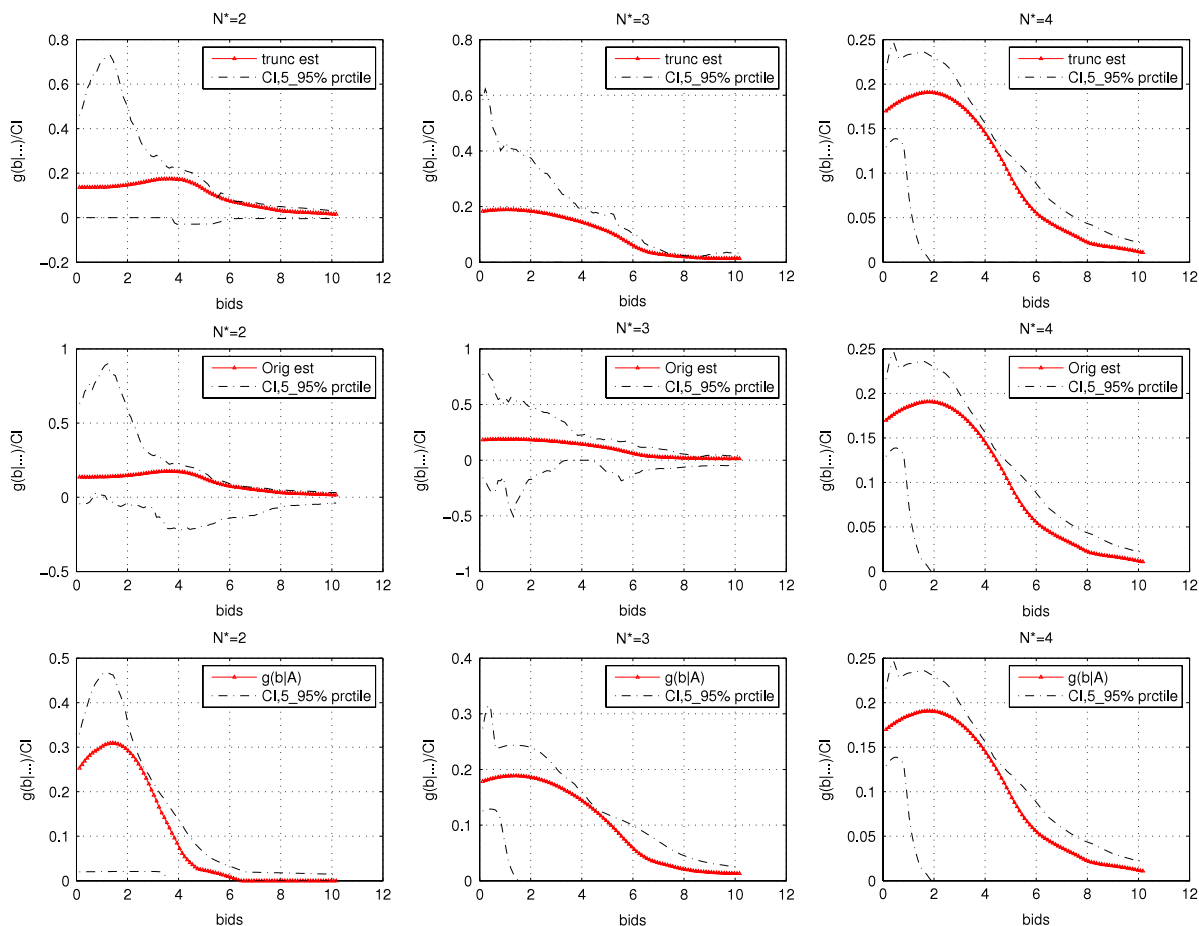 N*=2
0.8
0.6
0.4
0.2
0
−0.2
g(b|...)/CI
trunc est
CI,5_95% prctile
0 2 4 6 8 10 12
bids
N*=3
0.8
0.6
0.4
0.2
0
g(b|...)/CI
trunc est
CI,5_95% prctile
0 2 4 6 8 10 12
bids
N*=4
0.25
0.2
0.15
0.1
0.05
0
g(b|...)/CI
trunc est
CI,5_95% prctile
0 2 4 6 8 10 12
bids
N*=2
1
0.5
0
−0.5
g(b|...)/CI
Orig est
CI,5_95% prctile
0 2 4 6 8 10 12
bids
N*=3
1
0.5
0
−0.5
−1
g(b|...)/CI
Orig est
CI,5_95% prctile
0 2 4 6 8 10 12
bids
N*=4
0.25
0.2
0.15
0.1
0.05
0
g(b|...)/CI
Orig est
CI,5_95% prctile
0 2 4 6 8 10 12
bids
N*=2
0.5
0.4
0.3
0.2
0.1
0
g(b|...)/CI
g(b|A)
CI,5_95% prctile
0 2 4 6 8 10 12
bids
N*=3
0.4
0.3
0.2
0.1
0
g(b|...)/CI
g(b|A)
CI,5_95% prctile
0 2 4 6 8 10 12
bids
N*=4
0.25
0.2
0.15
0.1
0.05
0
g(b|...)/CI
g(b|A)
CI,5_95% prctile
0 2 4 6 8 10 12
bids